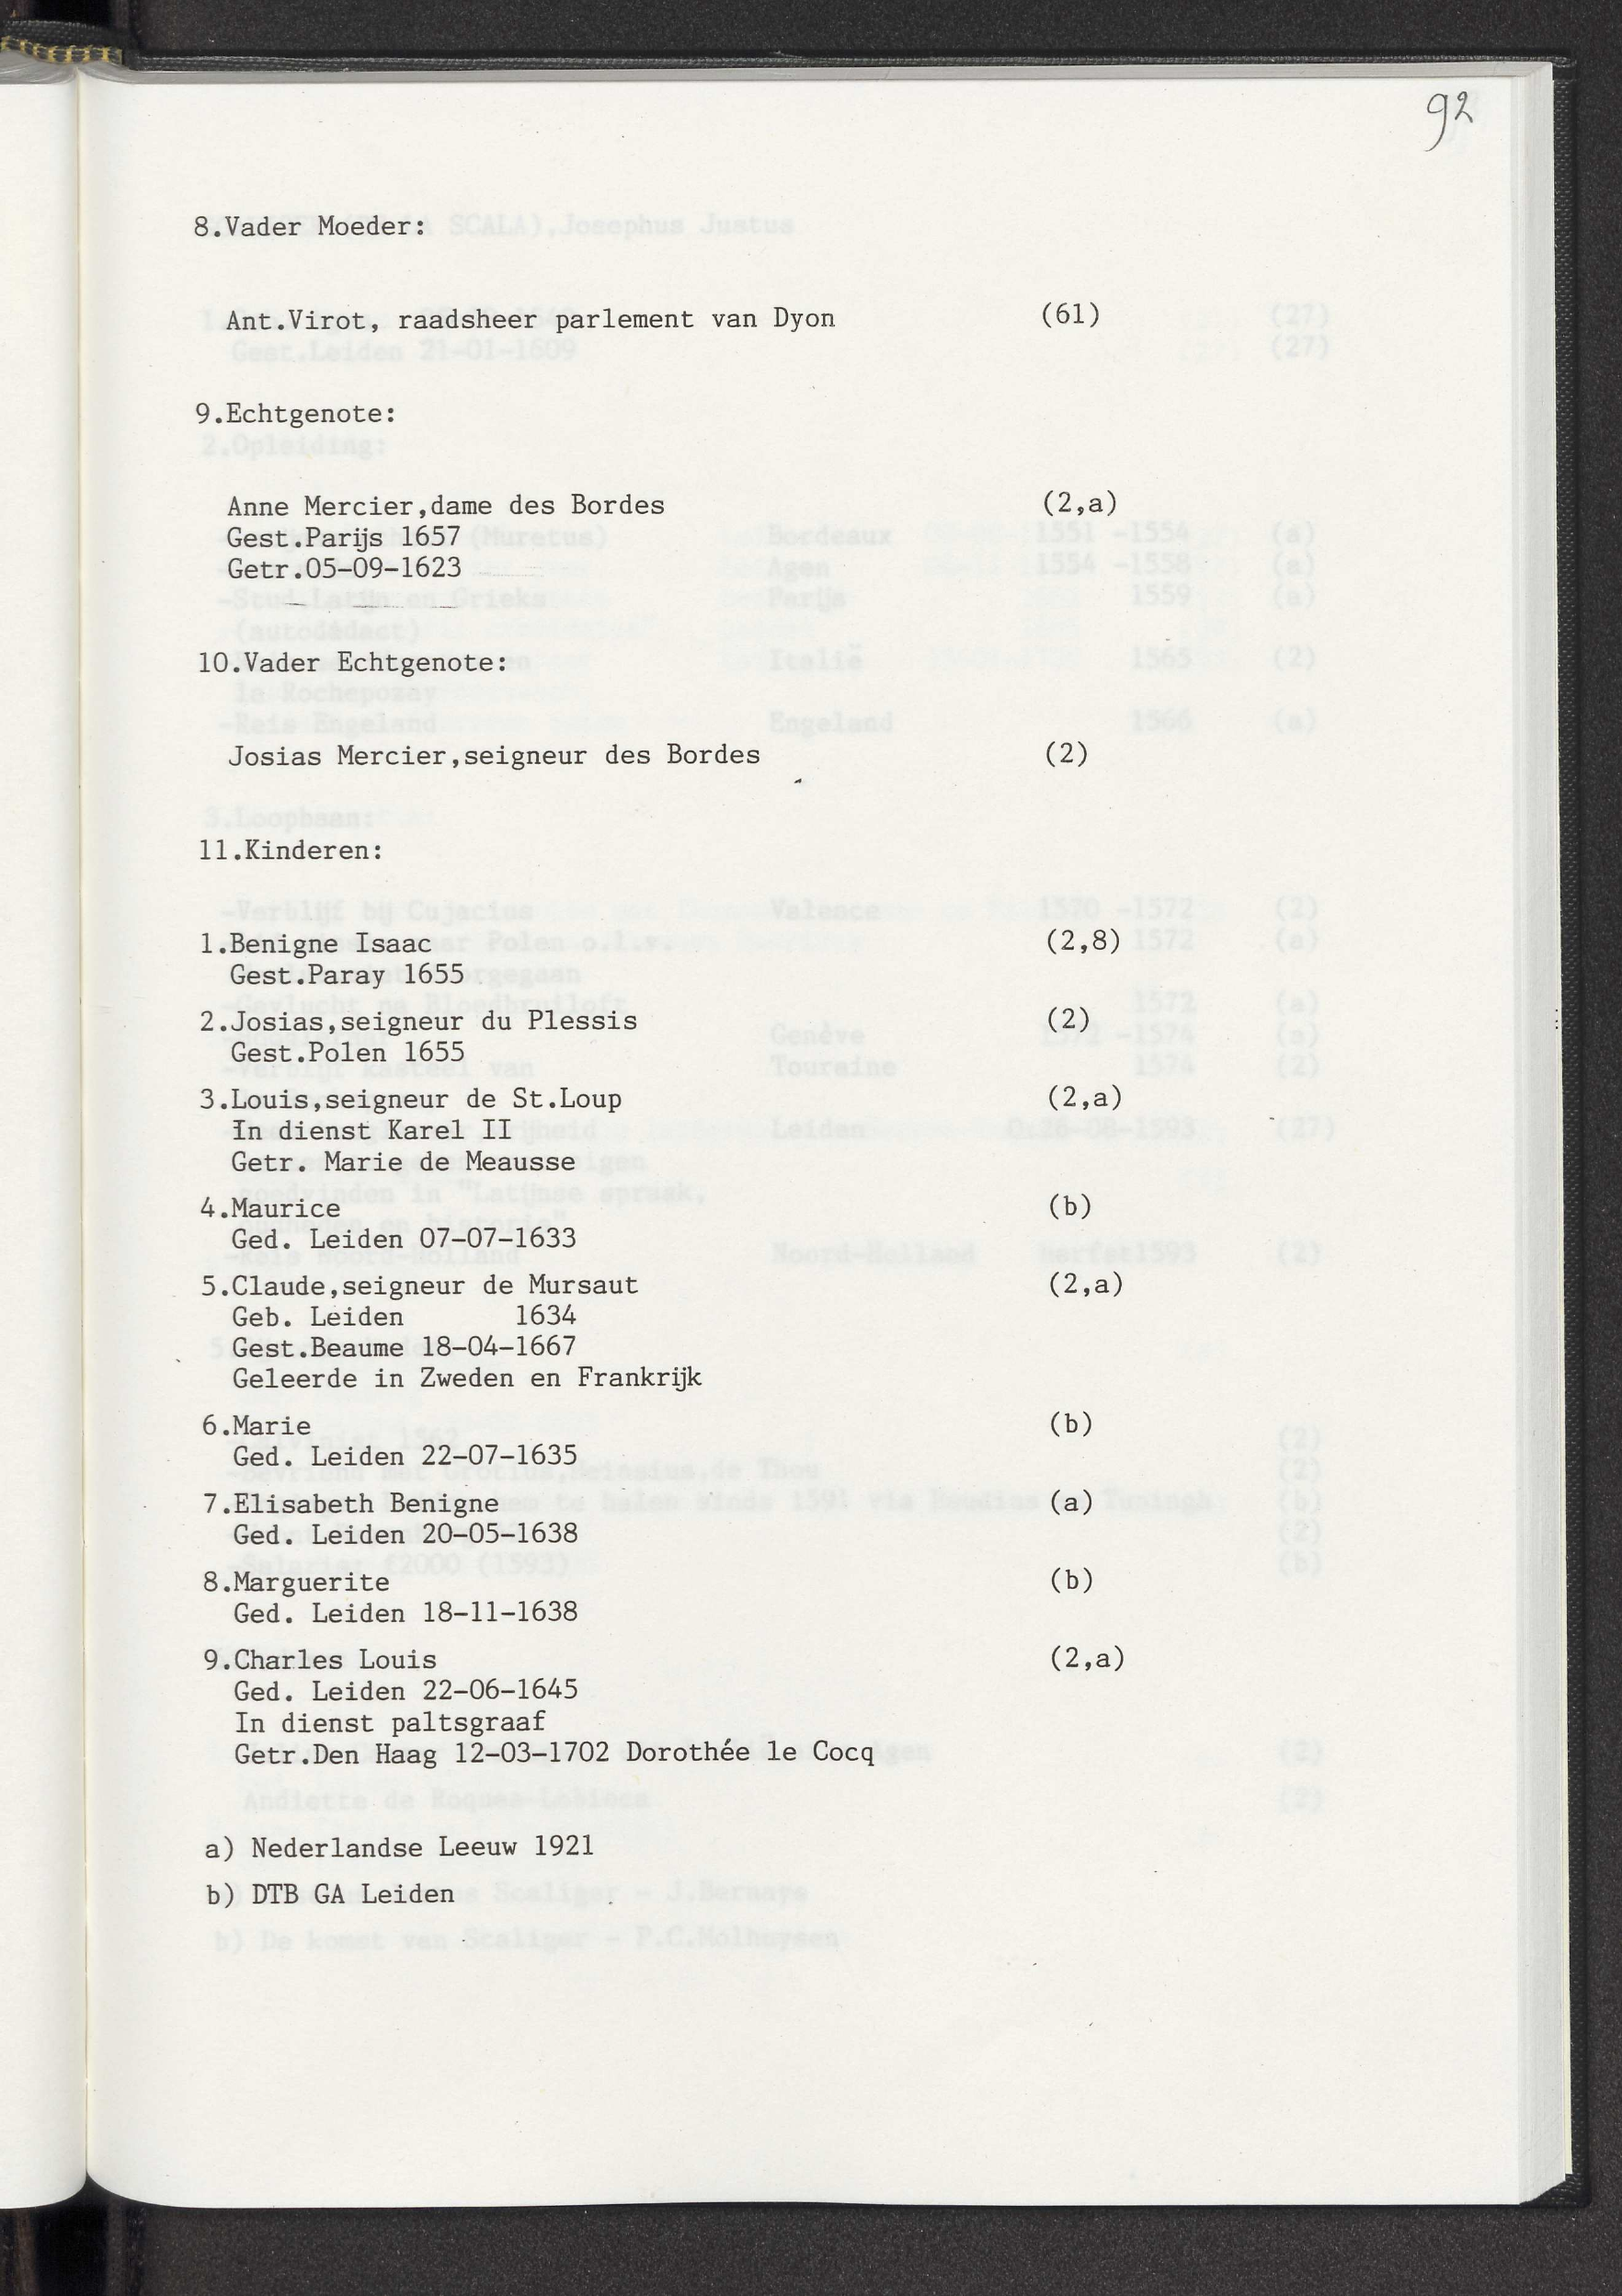 92
8.Vader Moeder:
Ant.Virot, raadsheer parlement van Dyon (61)
9.Echtgenote:
Anne Mercier,dame des Bordes (2,a)
Gest.Parijs 1657
Getr.05-09-1623
10.Vader Echtgenote:
Josias Mercier,seigneur des Bordes (2)
11.Kinderen:
1.Benigne Isaac (2,8)
Gest.Paray 1655
2.Josias,seigneur du Plessis (2)
Gest.Polen 1655
3.Louis,seigneur de St.Loup (2,a)
In dienst Karel II
Getr. Marie de Meausse
4.Maurice (b)
Ged. Leiden 07-07-1633
5.Claude,seigneur de Mursaut (2,a)
Geb. Leiden 1634
Gest.Beaume 18-04-1667
Geleerde in Zweden en Frankrijk
6.Marie (b)
Ged. Leiden 22-07-1635
7.Elisabeth Benigne (a)
Ged. Leiden 20-05-1638
8.Marguerite (b)
Ged. Leiden 18-11-1638
9.Charles Louis (2,a)
Ged. Leiden 22-06-1645
In dienst paltsgraaf
Getr.Den Haag 12-03-1702 Dorothée le Cocq
a) Nederlandse Leeuw 1921
b) DTB GA Leiden